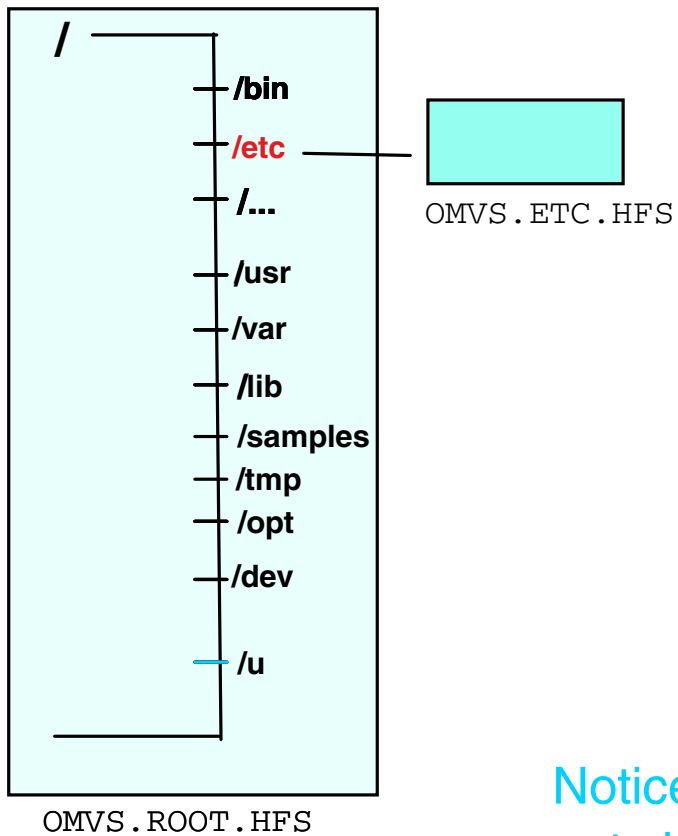 /
/bin
/etc
/...
/usr
/var
/lib
/samples
/tmp
/opt
/dev
/u
OMVS.ETC.HFS
OMVS.ROOT.HFS
Notice